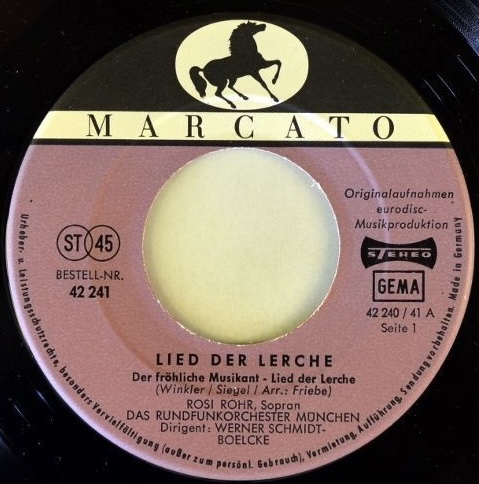 MARCATO
Originalaufnahmen
eurodisc-
Musikproduktion
ST 45
STEREO
BESTELL-NR.
42 241
GEMA
42 240 / 41 A
Seite 1
LIED DER LERCHE
Der fröhliche Musikant - Lied der Lerche
(Winkler / Siegel / Arr.: Friebe)
ROSI ROHR, Sopran
DAS RUNDFUNKORCHESTER MÜNCHEN
Dirigent: WERNER SCHMIDT-
BOELCKE
Urheber- u. Leistungsschutzrechte, besonders Vervielfältigung (außer zum persönl. Gebrauch), Vermietung, Aufführung, Sendung vorbehalten. Made in Germany